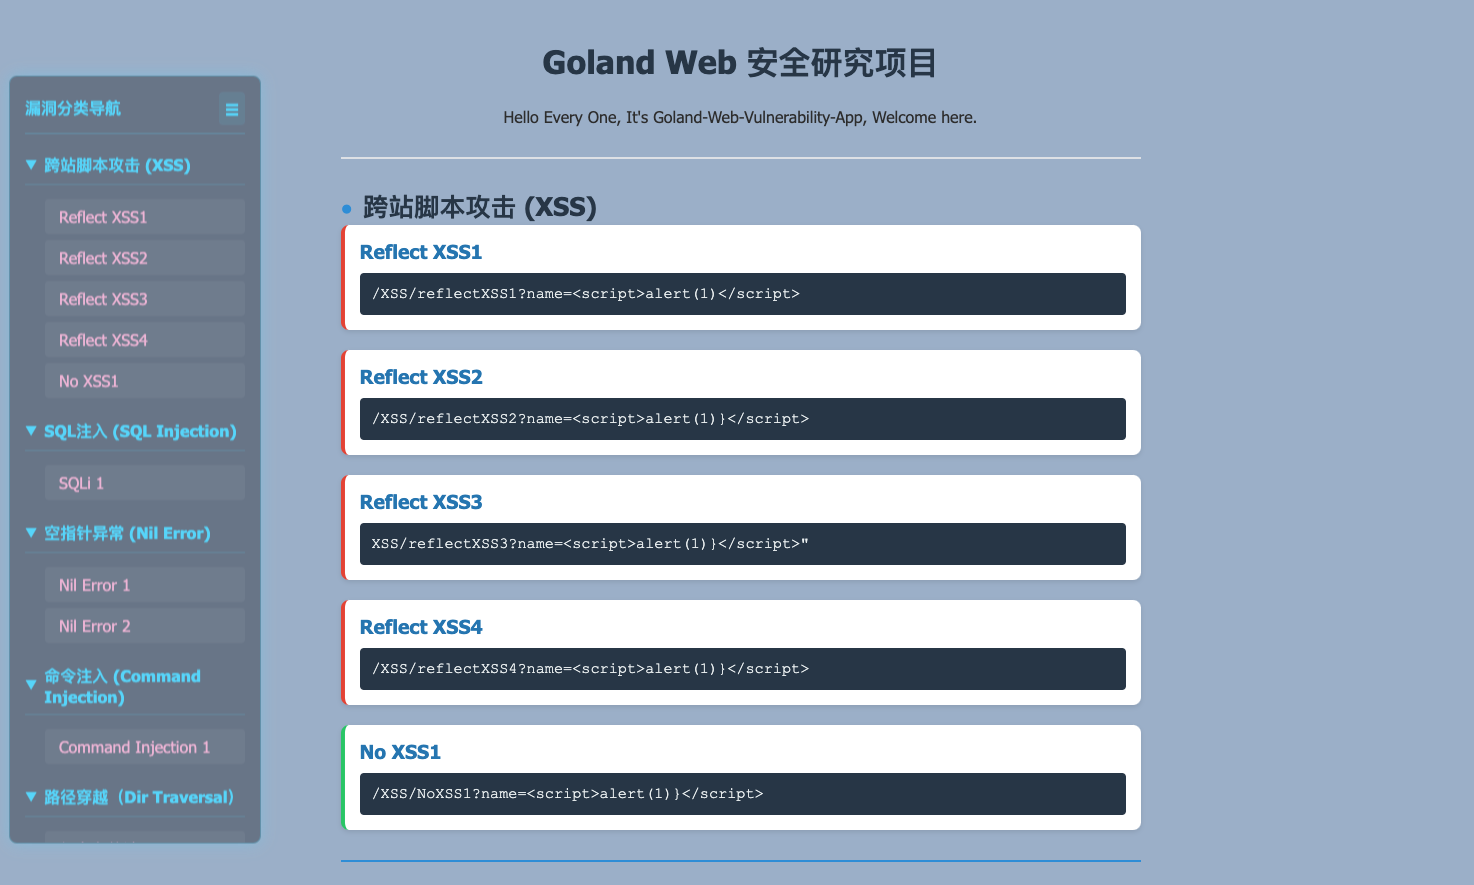 Goland Web 安全研究项目
Hello Every One, It's Goland-Web-Vulnerability-App, Welcome here.
漏洞分类导航
跨站脚本攻击 (XSS)
Reflect XSS1
Reflect XSS2
Reflect XSS3
Reflect XSS4
No XSS1
SQL注入 (SQL Injection)
SQLi 1
空指针异常 (Nil Error)
Nil Error 1
Nil Error 2
命令注入 (Command
Injection)
Command Injection 1
路径穿越（Dir Traversal）
跨站脚本攻击 (XSS)
Reflect XSS1
/XSS/reflectXSS1?name=<script>alert(1)</script>
Reflect XSS2
/XSS/reflectXSS2?name=<script>alert(1)}</script>
Reflect XSS3
XSS/reflectXSS3?name=<script>alert(1)}</script>"
Reflect XSS4
/XSS/reflectXSS4?name=<script>alert(1)}</script>
No XSS1
/XSS/NoXSS1?name=<script>alert(1)}</script>